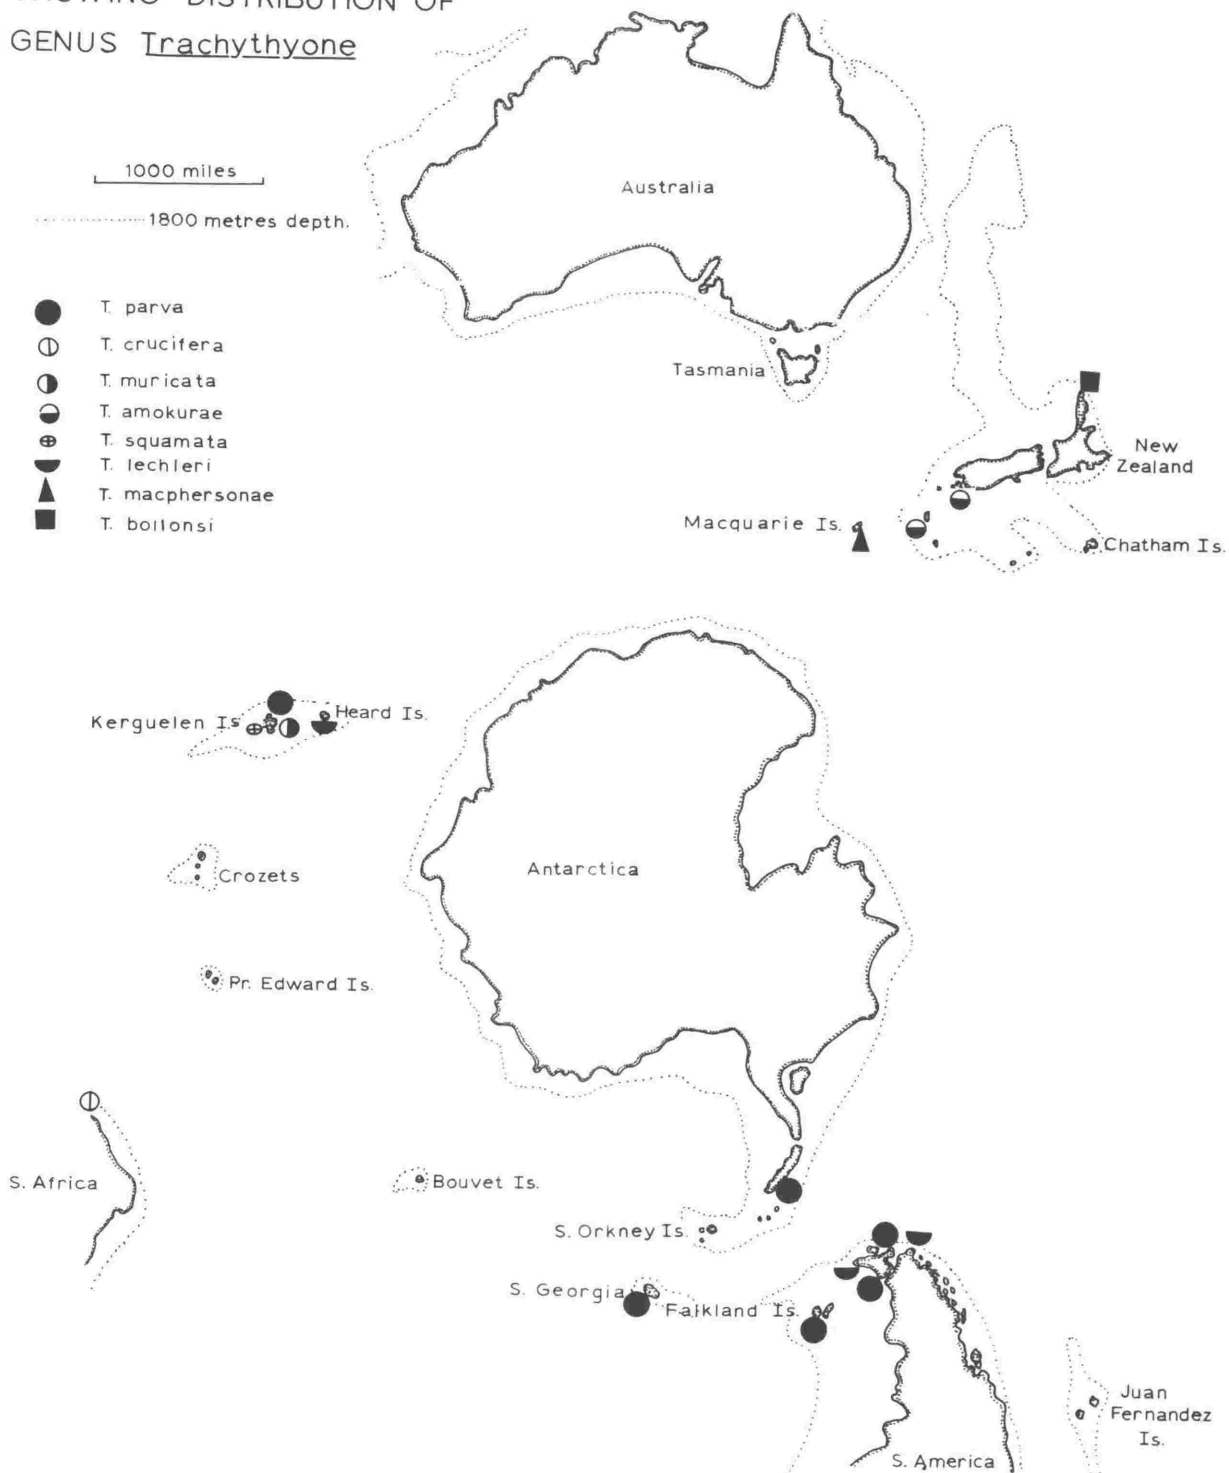 DISTRIBUTION OF
GENUS Trachythyone
1000 miles
1800 metres depth.
T. parva
T. crucifera
T. muricata
T. amokurae
T. squamata
T. lechleri
T. macphersonae
T. bollonsi
Australia
Tasmania
New
Zealand
Macquarie Is.
Chatham Is.
Kerguelen Is
Heard Is.
Crozets
Antarctica
Pr. Edward Is.
S. Africa
Bouvet Is.
S. Orkney Is.
S. Georgia
Falkland Is.
Juan
Fernandez
Is.
S. America